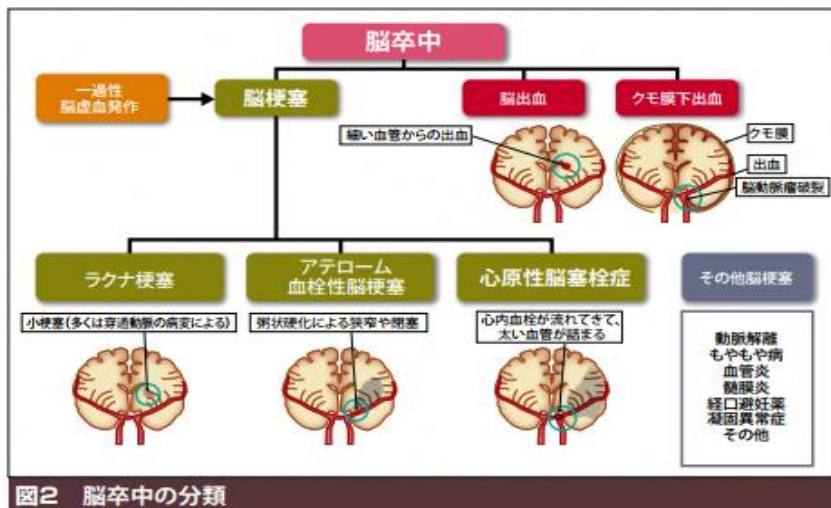 脳卒中
一過性
脳虚血発作
脳梗塞
脳出血
クモ膜下出血
細い血管からの出血
クモ膜
出血
脳動脈瘤破裂
ラクナ梗塞
アテローム
血栓性脳梗塞
心原性脳塞栓症
その他脳梗塞
小梗塞(多くは穿通動脈の病変による)
粥状硬化による狭窄や閉塞
心内血栓が流れてきて、
太い血管が詰まる
動脈解離
もやもや病
血管炎
髄膜炎
経口避妊薬
凝固異常症
その他
図2 脳卒中の分類